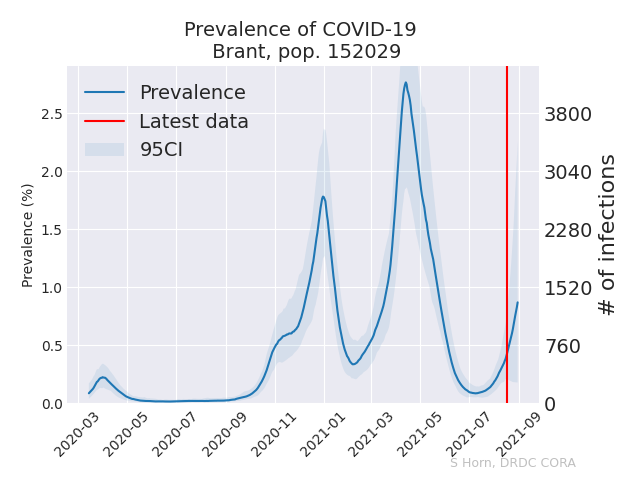 Prevalence of COVID-19
Brant, pop. 152029
Prevalence
Latest data
95CI
Prevalence (%)
2.5
2.0
1.5
1.0
0.5
0.0
3800
3040
2280
1520
760
0
# of infections
2020-03
2020-05
2020-07
2020-09
2020-11
2021-01
2021-03
2021-05
2021-07
2021-09
S Horn, DRDC CORA